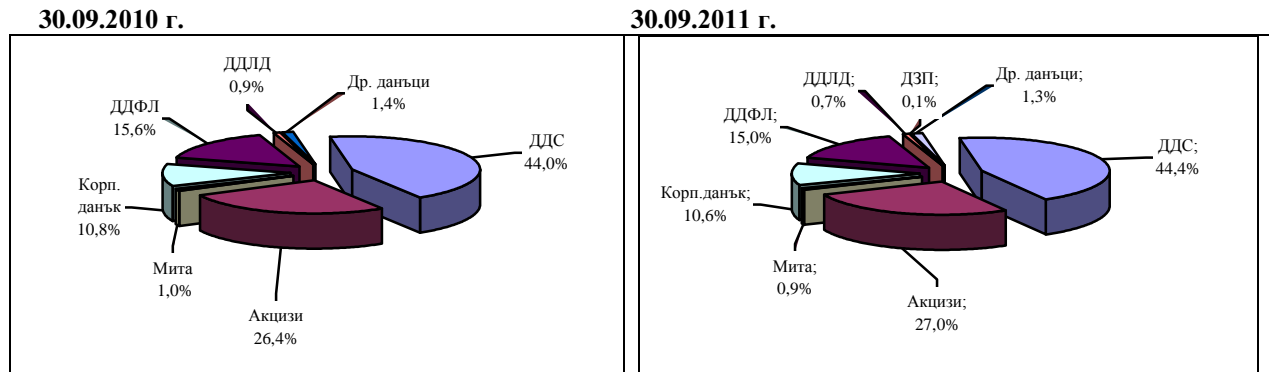 30.09.2010 г.
ДДЛД
0,9%
Др. данъци
1,4%
ДДФЛ
15,6%
ДДС
44,0%
Корп.
данък
10,8%
Мита
1,0%
Акцизи
26,4%
30.09.2011 г.
ДДЛД;
0,7%
ДЗП;
0,1%
Др. данъци;
1,3%
ДДФЛ;
15,0%
ДДС;
44,4%
Корп.данък;
10,6%
Мита;
0,9%
Акцизи;
27,0%